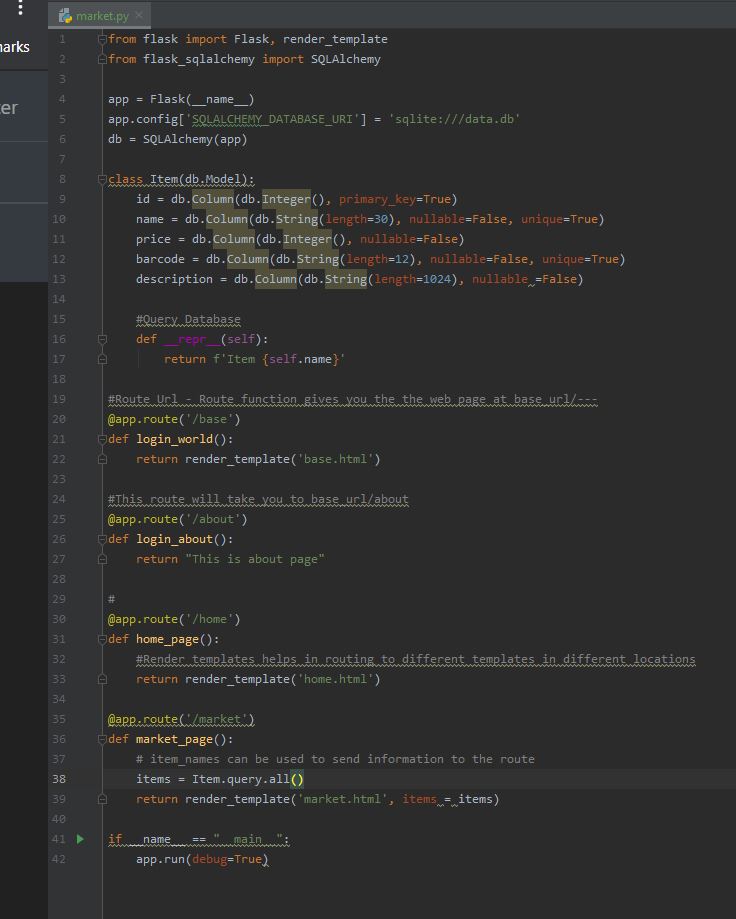 arks
er
market.py ×
1 from flask import Flask, render_template
2 from flask_sqlalchemy import SQLAlchemy
3
4 app = Flask(__name__)
5 app.config['SQLALCHEMY_DATABASE_URI'] = 'sqlite:///data.db'
6 db = SQLAlchemy(app)
7
8 class Item(db.Model):
9     id = db.Column(db.Integer(), primary_key=True)
10     name = db.Column(db.String(length=30), nullable=False, unique=True)
11     price = db.Column(db.Integer(), nullable=False)
12     barcode = db.Column(db.String(length=12), nullable=False, unique=True)
13     description = db.Column(db.String(length=1024), nullable =False)
14
15     #Query Database
16     def __repr__(self):
17         return f'Item {self.name}'
18
19 #Route Url - Route function gives you the the web page at base_url/---
20 @app.route('/base')
21 def login_world():
22     return render_template('base.html')
23
24 #This route will take you to base_url/about
25 @app.route('/about')
26 def login_about():
27     return "This is about page"
28
29 #
30 @app.route('/home')
31 def home_page():
32     #Render templates helps in routing to different templates in different locations
33     return render_template('home.html')
34
35 @app.route('/market')
36 def market_page():
37     # item_names can be used to send information to the route
38     items = Item.query.all()
39     return render_template('market.html', items = items)
40
41 if __name__ == "__main__":
42     app.run(debug=True)